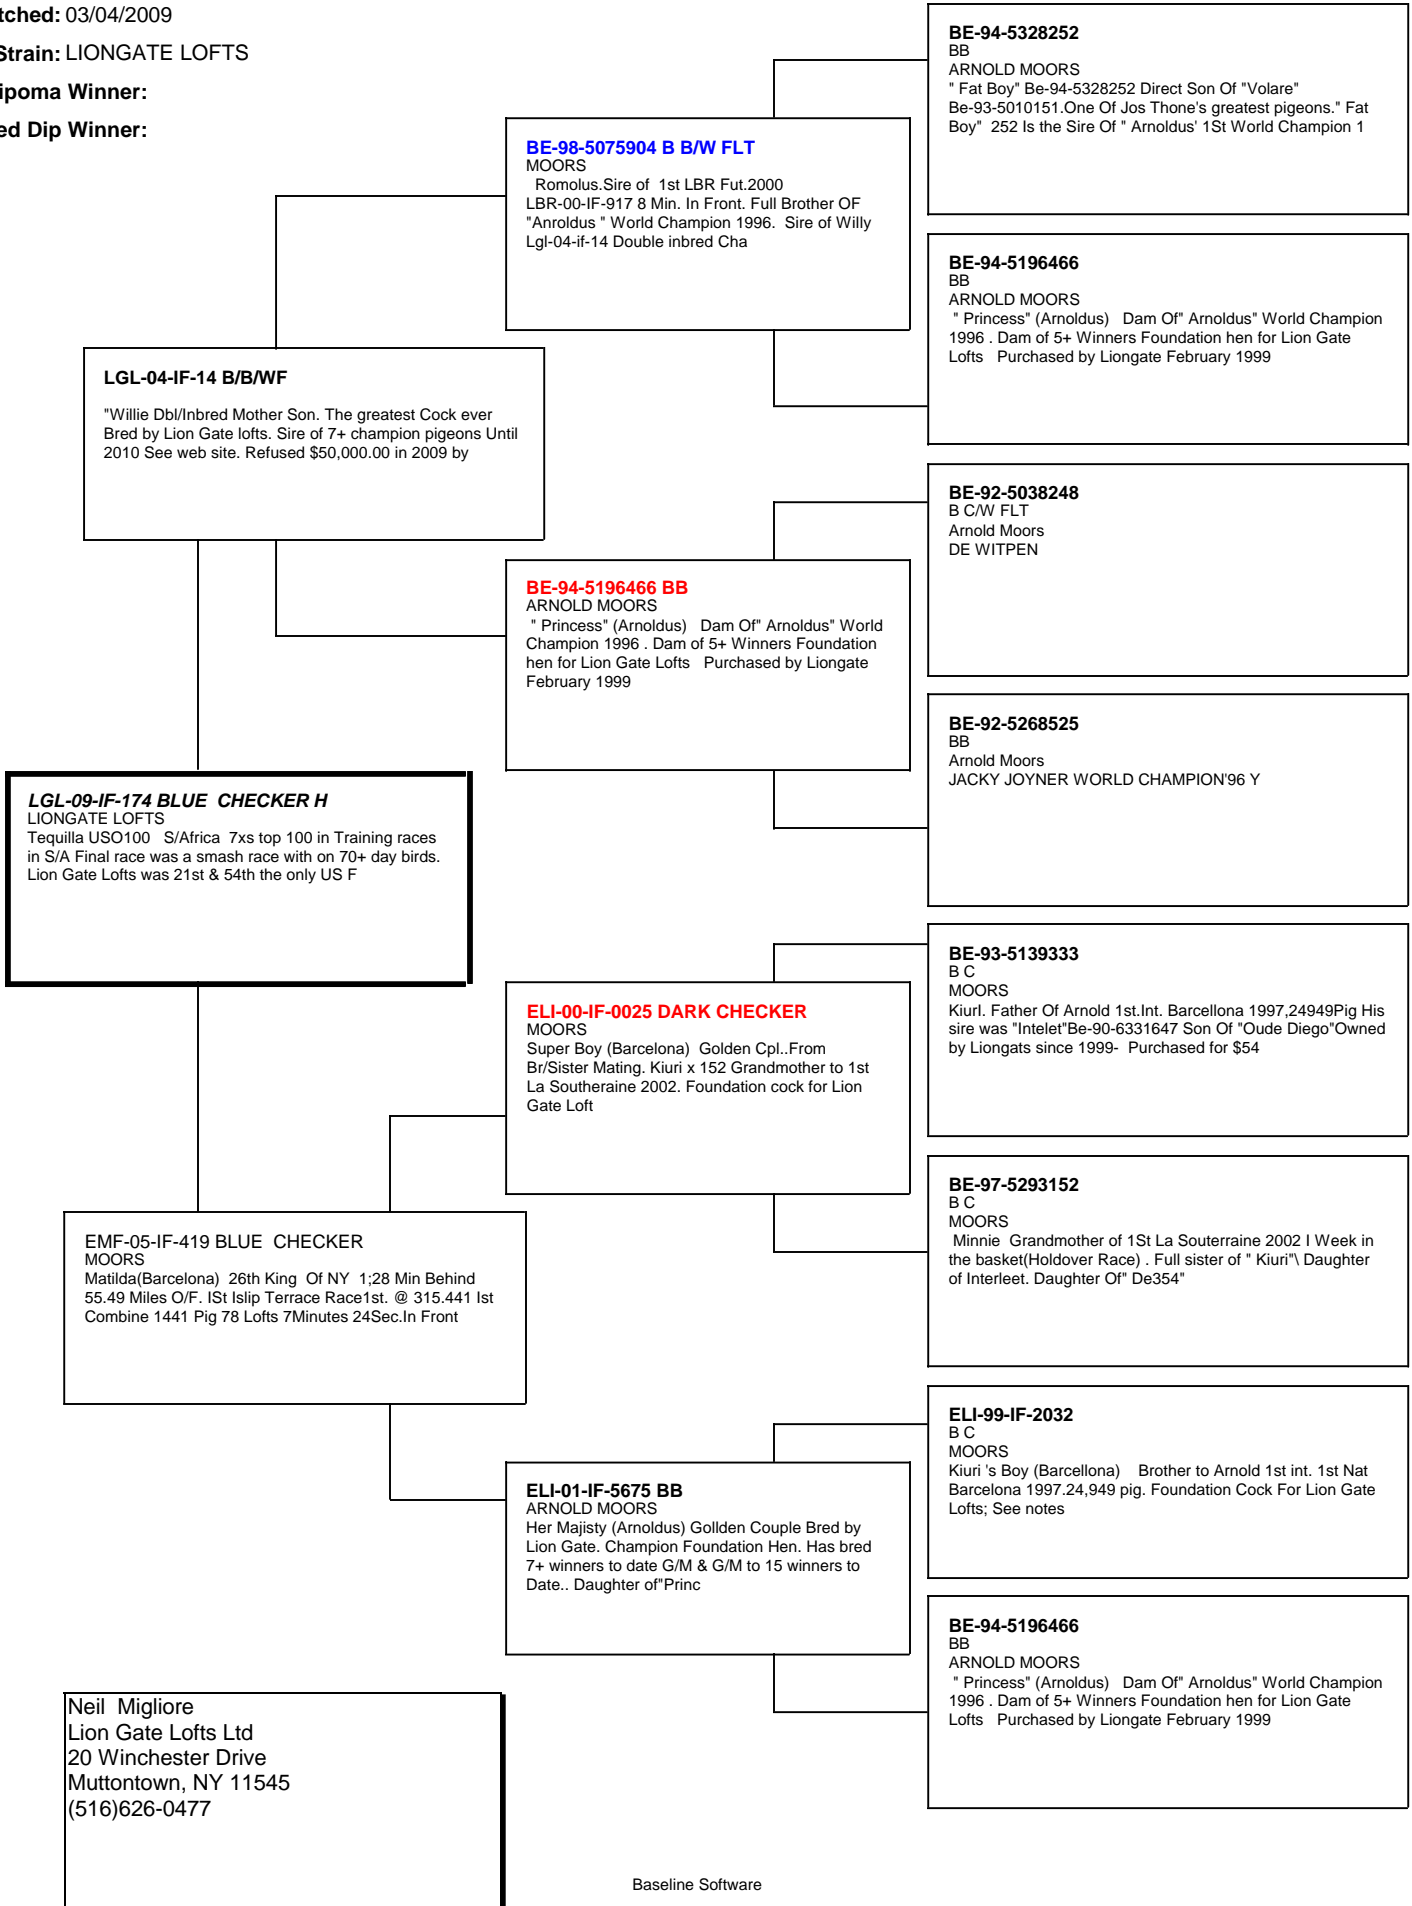 tched: 03/04/2009
Strain: LIONGATE LOFTS
ipoma Winner:
ed Dip Winner:
BE-94-5328252
BB
ARNOLD MOORS
" Fat Boy" Be-94-5328252 Direct Son Of "Volare"
Be-93-5010151.One Of Jos Thone's greatest pigeons." Fat
Boy"  252 Is the Sire Of " Arnoldus' 1St World Champion 1
BE-98-5075904 B B/W FLT
MOORS
Romolus.Sire of  1st LBR Fut.2000
LBR-00-IF-917 8 Min. In Front. Full Brother OF
"Anroldus " World Champion 1996.  Sire of Willy
Lgl-04-if-14 Double inbred Cha
BE-94-5196466
BB
ARNOLD MOORS
" Princess" (Arnoldus)   Dam Of" Arnoldus" World Champion
1996 . Dam of 5+ Winners Foundation hen for Lion Gate
Lofts   Purchased by Liongate February 1999
LGL-04-IF-14 B/B/WF
"Willie Dbl/Inbred Mother Son. The greatest Cock ever
Bred by Lion Gate lofts. Sire of 7+ champion pigeons Until
2010 See web site. Refused $50,000.00 in 2009 by
BE-92-5038248
B C/W FLT
Arnold Moors
DE WITPEN
BE-94-5196466 BB
ARNOLD MOORS
" Princess" (Arnoldus)   Dam Of" Arnoldus" World
Champion 1996 . Dam of 5+ Winners Foundation
hen for Lion Gate Lofts   Purchased by Liongate
February 1999
BE-92-5268525
BB
Arnold Moors
JACKY JOYNER WORLD CHAMPION'96 Y
LGL-09-IF-174 BLUE  CHECKER H
LIONGATE LOFTS
Tequilla USO100   S/Africa  7xs top 100 in Training races
in S/A Final race was a smash race with on 70+ day birds.
Lion Gate Lofts was 21st & 54th the only US F
BE-93-5139333
B C
MOORS
KiurI. Father Of Arnold 1st.Int. Barcellona 1997,24949Pig His
sire was "Intelet"Be-90-6331647 Son Of "Oude Diego"Owned
by Liongats since 1999-  Purchased for $54
ELI-00-IF-0025 DARK CHECKER
MOORS
Super Boy (Barcelona)  Golden Cpl..From
Br/Sister Mating. Kiuri x 152 Grandmother to 1st
La Southeraine 2002. Foundation cock for Lion
Gate Loft
BE-97-5293152
B C
MOORS
Minnie  Grandmother of 1St La Souterraine 2002 I Week in
the basket(Holdover Race) . Full sister of " Kiuri"\ Daughter
of Interleet. Daughter Of" De354"
EMF-05-IF-419 BLUE  CHECKER
MOORS
Matilda(Barcelona)  26th King  Of NY  1;28 Min Behind
55.49 Miles O/F. ISt Islip Terrace Race1st. @ 315.441 Ist
Combine 1441 Pig 78 Lofts 7Minutes 24Sec.In Front
ELI-99-IF-2032
B C
MOORS
Kiuri 's Boy (Barcellona)    Brother to Arnold 1st int. 1st Nat
Barcelona 1997.24,949 pig. Foundation Cock For Lion Gate
Lofts; See notes
ELI-01-IF-5675 BB
ARNOLD MOORS
Her Majisty (Arnoldus) Gollden Couple Bred by
Lion Gate. Champion Foundation Hen. Has bred
7+ winners to date G/M & G/M to 15 winners to
Date.. Daughter of"Princ
BE-94-5196466
BB
ARNOLD MOORS
" Princess" (Arnoldus)   Dam Of" Arnoldus" World Champion
1996 . Dam of 5+ Winners Foundation hen for Lion Gate
Lofts   Purchased by Liongate February 1999
Neil  Migliore
Lion Gate Lofts Ltd
20 Winchester Drive
Muttontown, NY 11545
(516)626-0477
Baseline Software